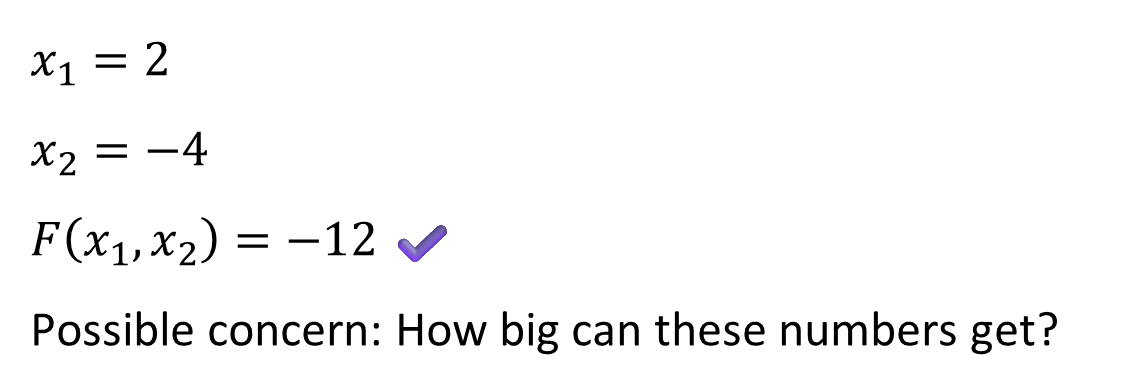 x₁ = 2
x₂ = −4
F(x₁, x₂) = −12 ✔
Possible concern: How big can these numbers get?